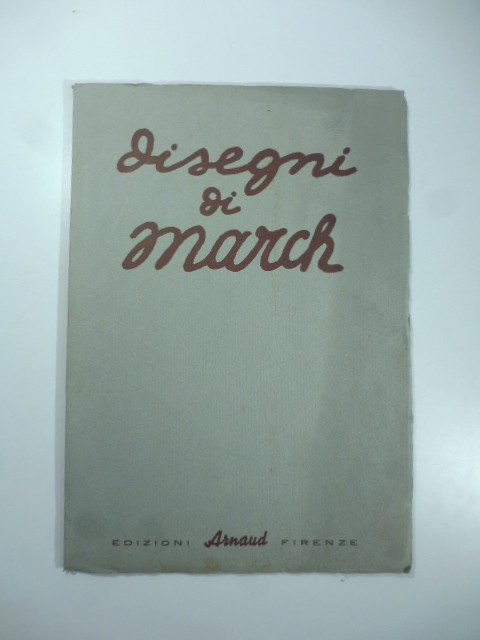 disegni
di
march
EDIZIONI Arnaud FIRENZE